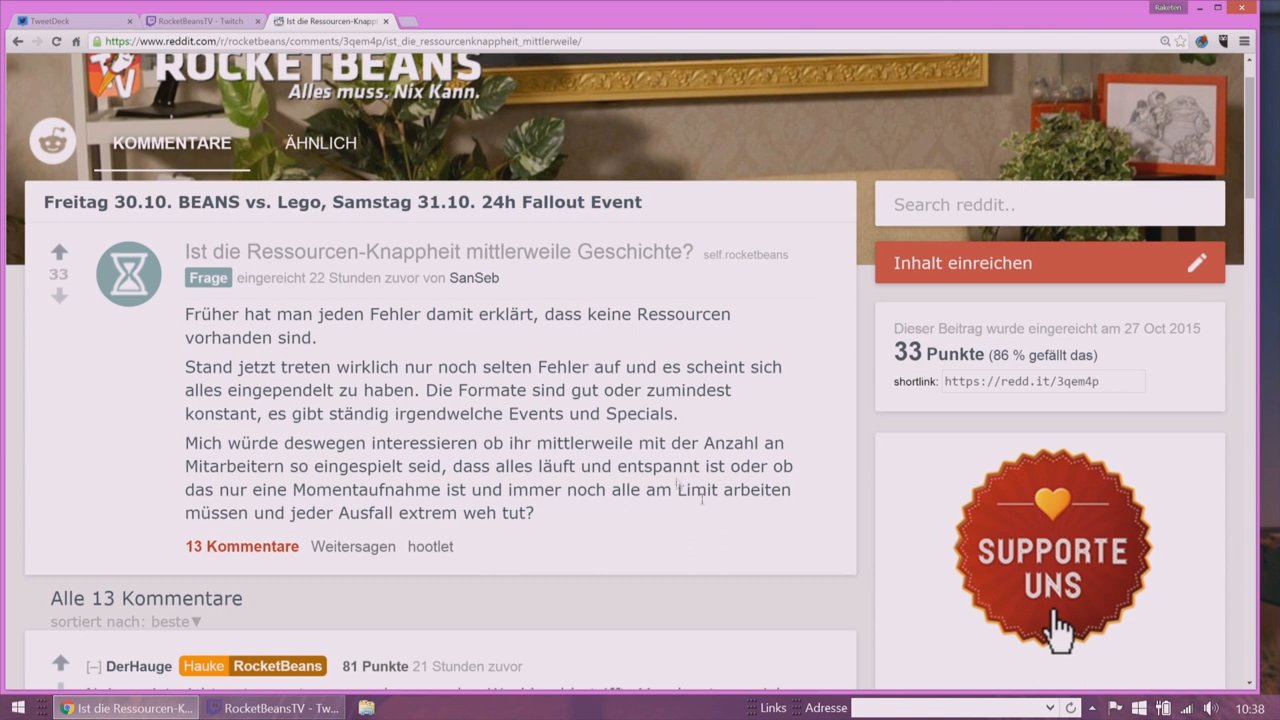 Raketen
TweetDeck
RocketBeansTV - Twitch
Ist die Ressourcen-Knapp
https://www.reddit.com/r/rocketbeans/comments/3qem4p/ist_die_ressourcenknappheit_mittlerweile/
ROCKETBEANS
TV
Alles muss. Nix Kann.
KOMMENTARE
ÄHNLICH
Freitag 30.10. BEANS vs. Lego, Samstag 31.10. 24h Fallout Event
Search reddit..
Ist die Ressourcen-Knappheit mittlerweile Geschichte? self.rocketbeans
33
Frage eingereicht 22 Stunden zuvor von SanSeb
Inhalt einreichen
Früher hat man jeden Fehler damit erklärt, dass keine Ressourcen
vorhanden sind.
Stand jetzt treten wirklich nur noch selten Fehler auf und es scheint sich
alles eingependelt zu haben. Die Formate sind gut oder zumindest
konstant, es gibt ständig irgendwelche Events und Specials.
Mich würde deswegen interessieren ob ihr mittlerweile mit der Anzahl an
Mitarbeitern so eingespielt seid, dass alles läuft und entspannt ist oder ob
das nur eine Momentaufnahme ist und immer noch alle am Limit arbeiten
müssen und jeder Ausfall extrem weh tut?
13 Kommentare Weitersagen hootlet
Dieser Beitrag wurde eingereicht am 27 Oct 2015
33 Punkte (86 % gefällt das)
shortlink: https://redd.it/3qem4p
SUPPORTE
UNS
Alle 13 Kommentare
sortiert nach: beste▼
[–] DerHauge Hauke RocketBeans 81 Punkte 21 Stunden zuvor
Ist die Ressourcen-K...
RocketBeansTV - Tw...
Links
Adresse
10:38